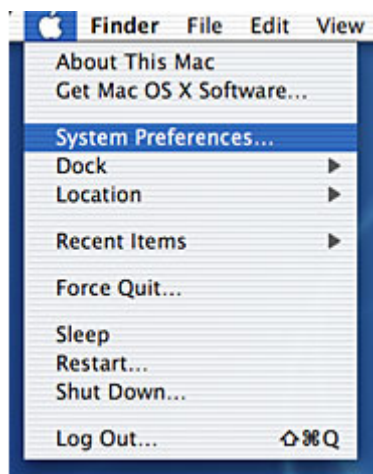 Finder File Edit View
About This Mac
Get Mac OS X Software...
System Preferences...
Dock
Location
Recent Items
Force Quit...
Sleep
Restart...
Shut Down...
Log Out... ⇧⌘Q